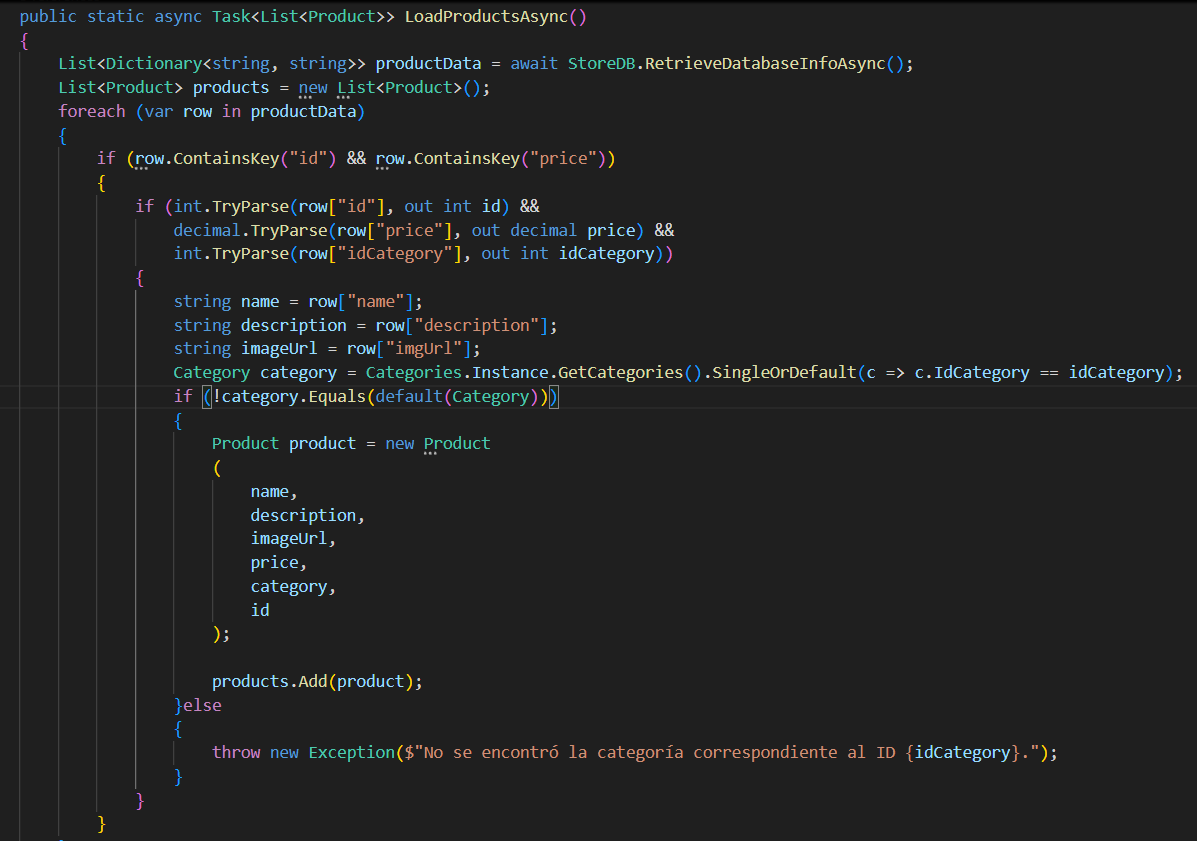 public static async Task<List<Product>> LoadProductsAsync()
{
List<Dictionary<string, string>> productData = await StoreDB.RetrieveDatabaseInfoAsync();
List<Product> products = new List<Product>();
foreach (var row in productData)
{
if (row.ContainsKey("id") && row.ContainsKey("price"))
{
if (int.TryParse(row["id"], out int id) &&
decimal.TryParse(row["price"], out decimal price) &&
int.TryParse(row["idCategory"], out int idCategory))
{
string name = row["name"];
string description = row["description"];
string imageUrl = row["imgUrl"];
Category category = Categories.Instance.GetCategories().SingleOrDefault(c => c.IdCategory == idCategory);
if (!category.Equals(default(Category)))
{
Product product = new Product
(
name,
description,
imageUrl,
price,
category,
id
);
products.Add(product);
}else
{
throw new Exception($"No se encontró la categoría correspondiente al ID {idCategory}.");
}
}
}